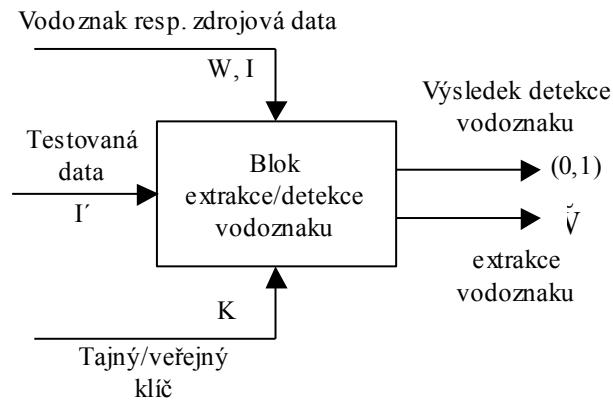 Vodoznak resp. zdrojová data
W, I
Výsledek detekce
vodoznaku
(0,1)
Testovaná
data
I´
Blok
extrakce/detekce
vodoznaku
extrakce
vodoznaku
K
Tajný/veřejný
klíč